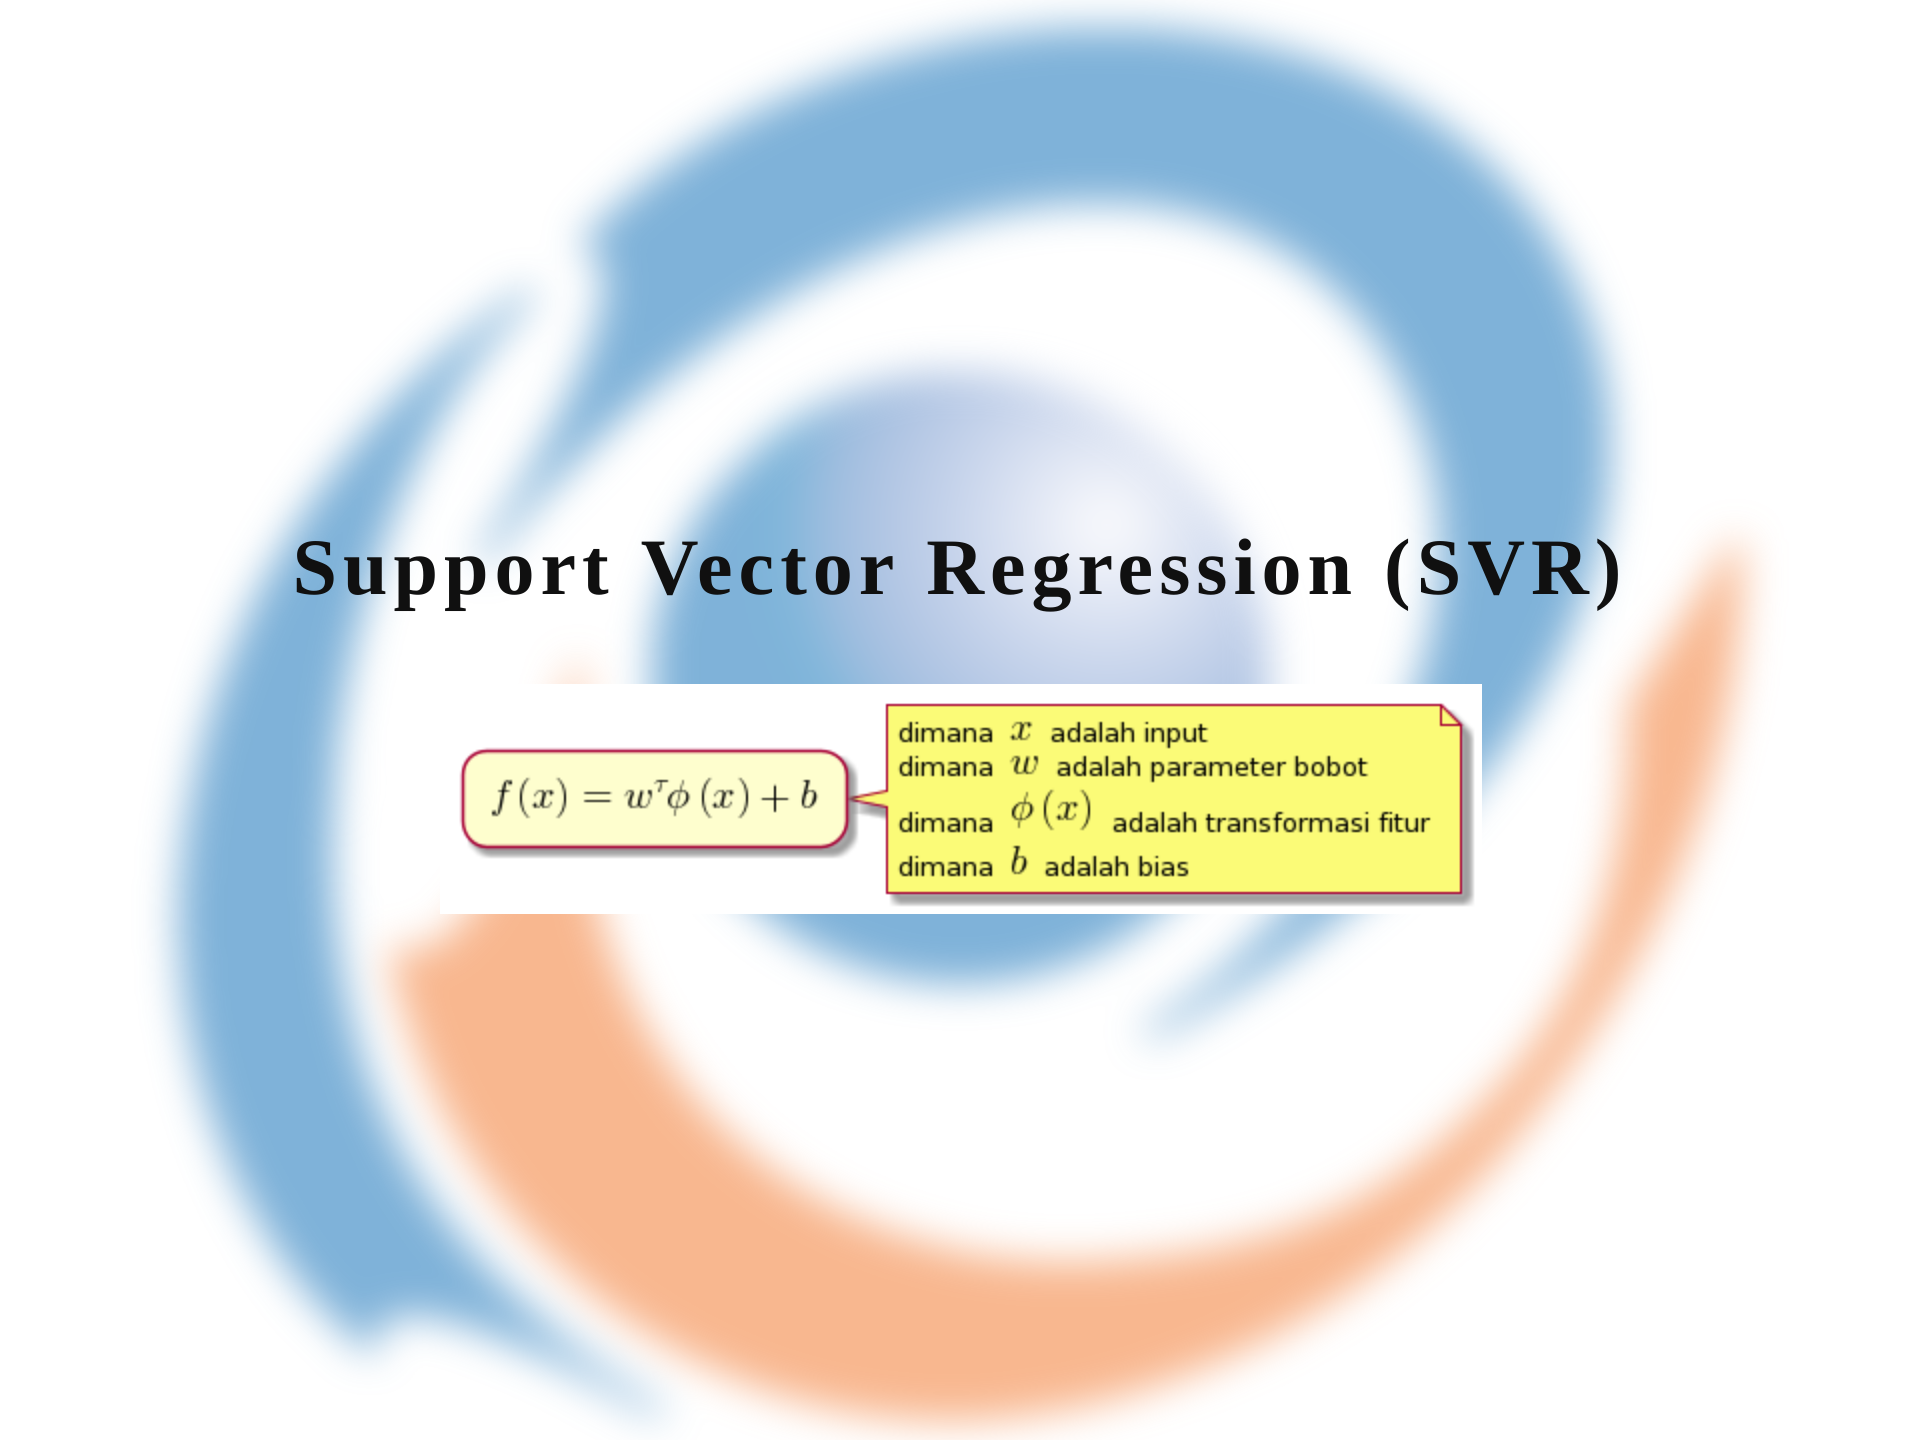 Support Vector Regression (SVR)
f (x) = w^τ ϕ (x) + b
dimana x adalah input
dimana w adalah parameter bobot
dimana ϕ (x) adalah transformasi fitur
dimana b adalah bias